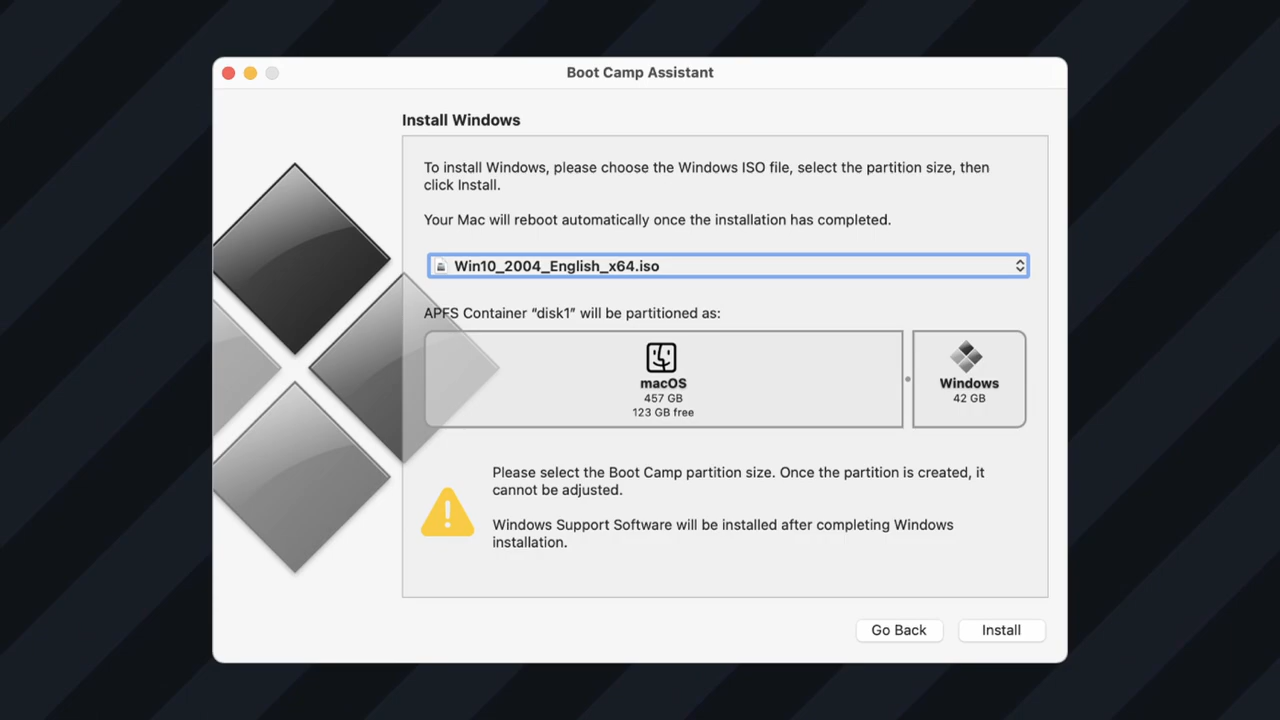 Boot Camp Assistant
Install Windows
To install Windows, please choose the Windows ISO file, select the partition size, then
click Install.
Your Mac will reboot automatically once the installation has completed.
Win10_2004_English_x64.iso
APFS Container “disk1” will be partitioned as:
macOS
457 GB
123 GB free
Windows
42 GB
Please select the Boot Camp partition size. Once the partition is created, it
cannot be adjusted.
Windows Support Software will be installed after completing Windows
installation.
Go Back
Install